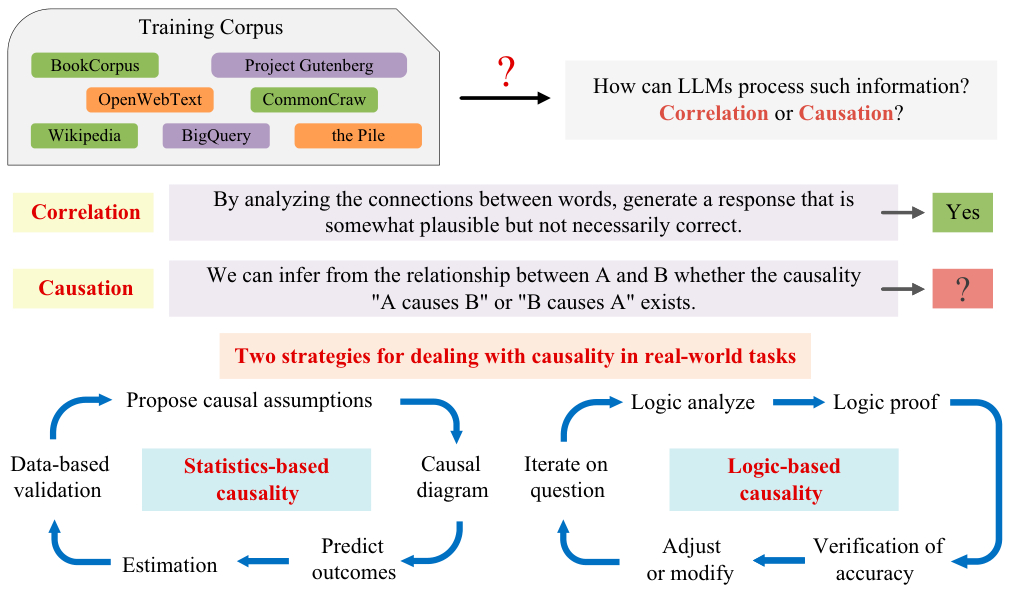 Training Corpus
BookCorpus
Project Gutenberg
OpenWebText
CommonCraw
Wikipedia
BigQuery
the Pile
?
How can LLMs process such information?
Correlation or Causation?
Correlation
By analyzing the connections between words, generate a response that is
somewhat plausible but not necessarily correct.
Yes
Causation
We can infer from the relationship between A and B whether the causality
"A causes B" or "B causes A" exists.
?
Two strategies for dealing with causality in real-world tasks
Propose causal assumptions
Data-based
validation
Statistics-based
causality
Causal
diagram
Estimation
Predict
outcomes
Logic analyze
Logic proof
Iterate on
question
Logic-based
causality
Adjust
or modify
Verification of
accuracy